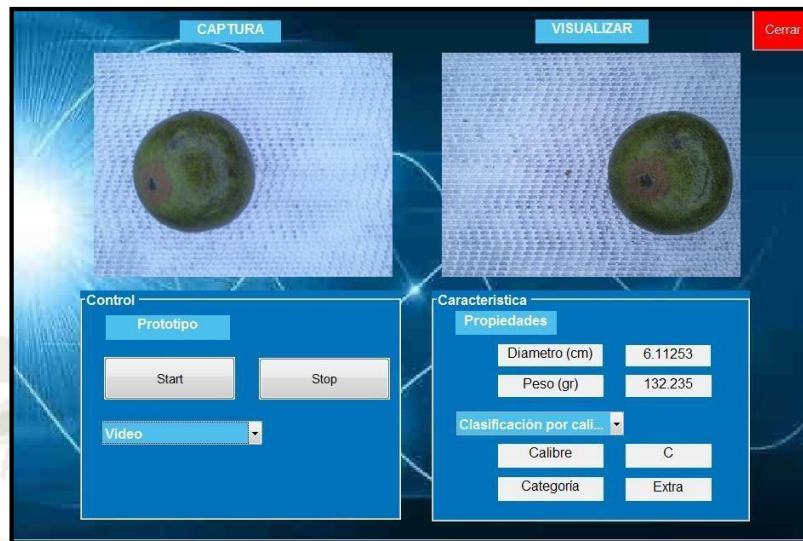 CAPTURA
VISUALIZAR
Cerrar
Control
Prototipo
Start
Stop
Video
Caracteristica
Propiedades
Diametro (cm)
6.11253
Peso (gr)
132.235
Clasificación por cali...
Calibre
C
Categoría
Extra